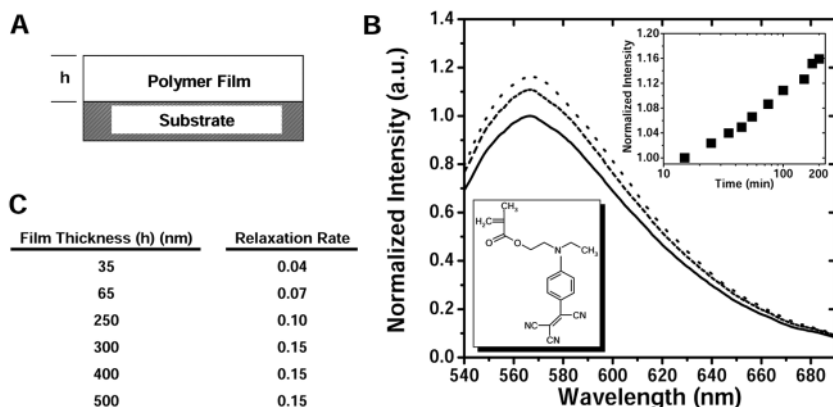 A
h
Polymer Film
Substrate
C
Film Thickness (h) (nm) Relaxation Rate
35 0.04
65 0.07
250 0.10
300 0.15
400 0.15
500 0.15
B
Normalized Intensity (a.u.)
1.4
1.2
1.0
0.8
0.6
0.4
0.2
0.0
540 560 580 600 620 640 660 680
Wavelength (nm)
Normalized Intensity
1.20
1.16
1.12
1.08
1.04
1.00
10 100 200
Time (min)
CH3
H2C
O
O
N
CH3
CN
NC
CN